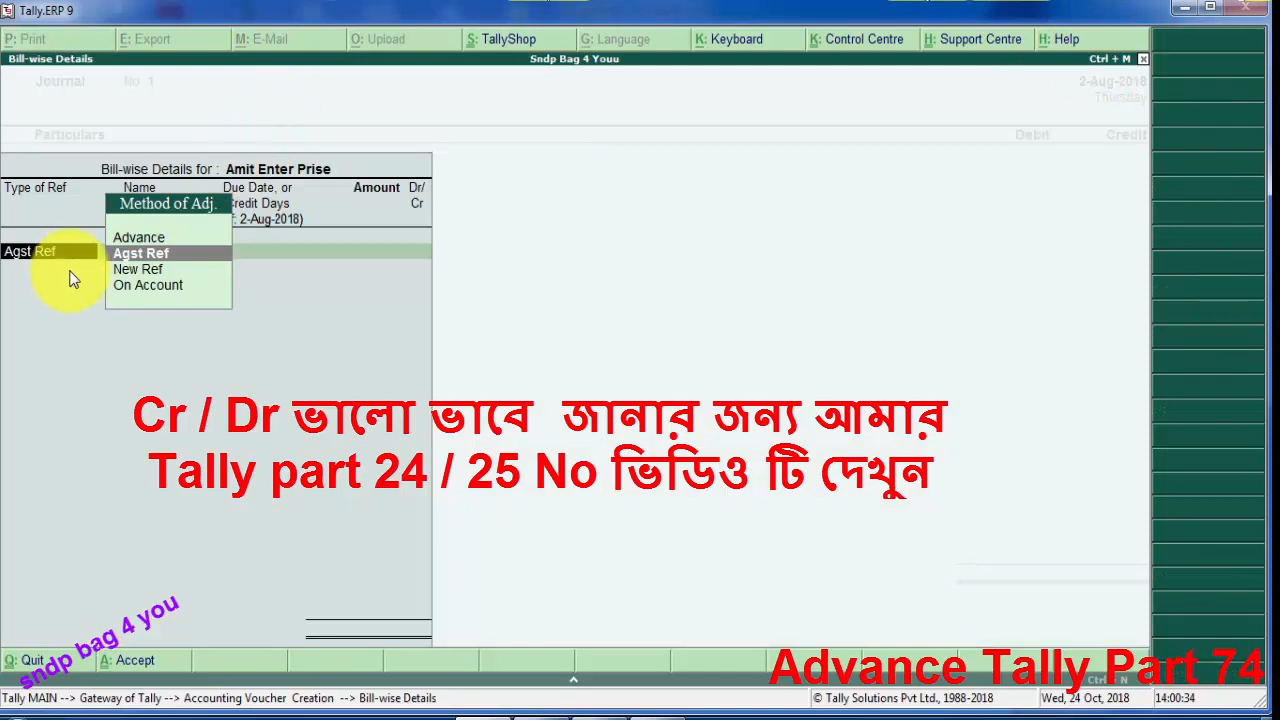 Tally.ERP 9
P: Print E: Export M: E-Mail O: Upload S: TallyShop G: Language K: Keyboard K: Control Centre H: Support Centre H: Help
Bill-wise Details Sndp Bag 4 Youu Ctrl + M
Journal No 1 2-Aug-2018
Thursday
Particulars Debit Credit
Bill-wise Details for : Amit Enter Prise
Type of Ref Name Due Date, or Amount Dr/
Method of Adj. Credit Days Cr
2-Aug-2018)
Advance
Agst Ref Agst Ref
New Ref
On Account
Cr / Dr ভালো ভাবে জানার জন্য আমার
Tally part 24 / 25 No ভিডিও টি দেখুন
sndp bag 4 you
Q: Quit A: Accept
Advance Tally Part 74
Ctrl + N
Tally MAIN --> Gateway of Tally --> Accounting Voucher Creation --> Bill-wise Details © Tally Solutions Pvt Ltd., 1988-2018 Wed, 24 Oct, 2018 14:00:34